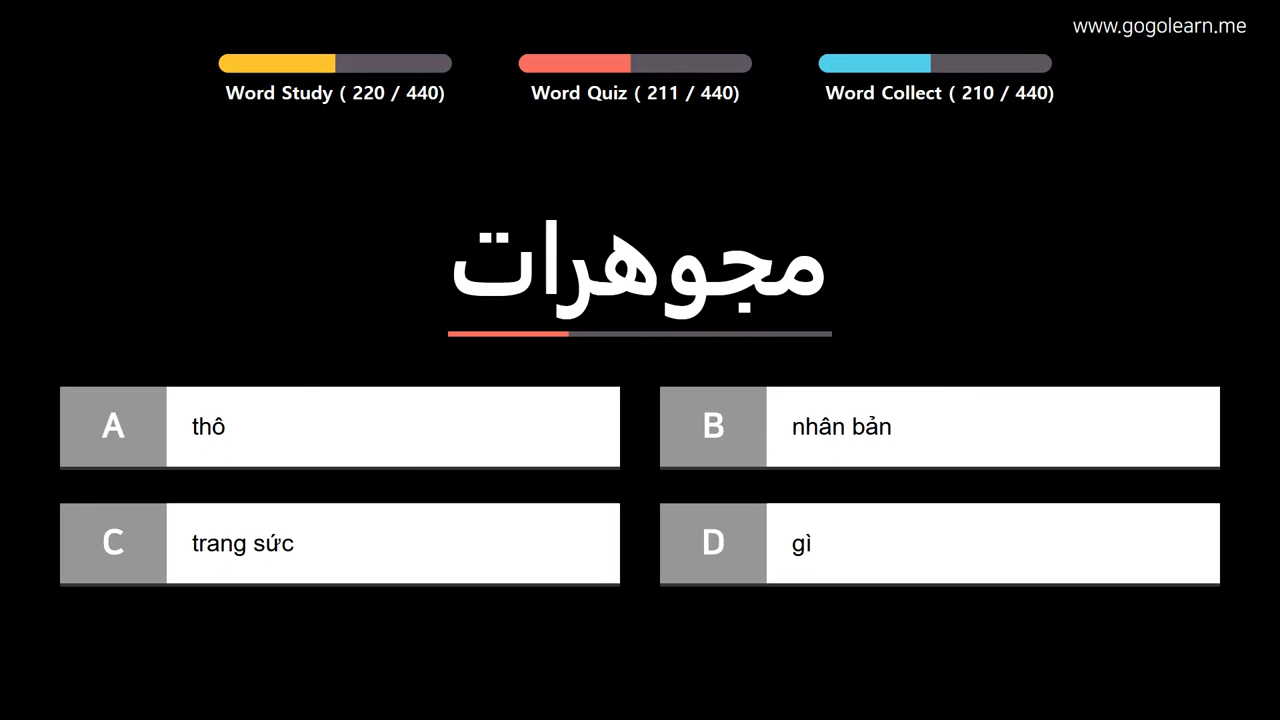 www.gogolearn.me
Word Study ( 220 / 440)
Word Quiz ( 211 / 440)
Word Collect ( 210 / 440)
مجوهرات
A
thô
B
nhân bản
C
trang sức
D
gì